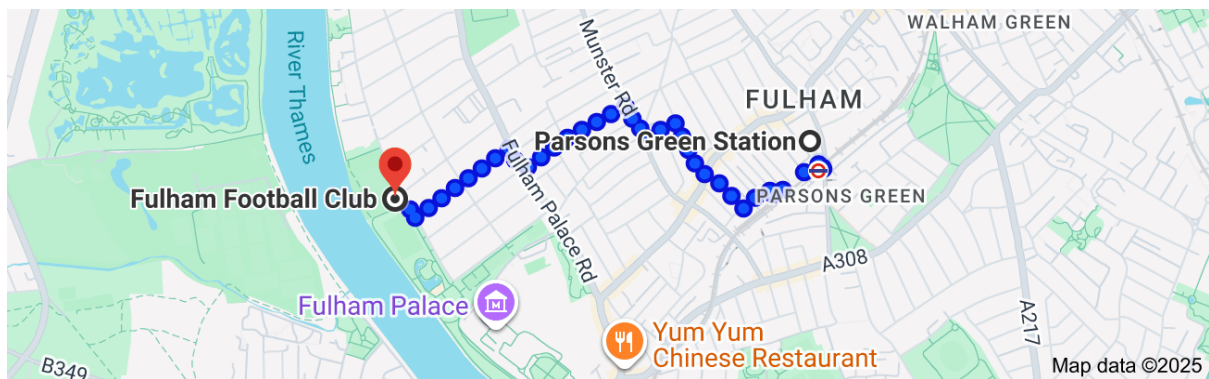 WALHAM GREEN
River Thames
Munster Rd
FULHAM
Parsons Green Station
Fulham Palace Rd
Fulham Football Club
PARSONS GREEN
A308
Fulham Palace
M
A217
Yum Yum
Chinese Restaurant
B349
Map data ©2025